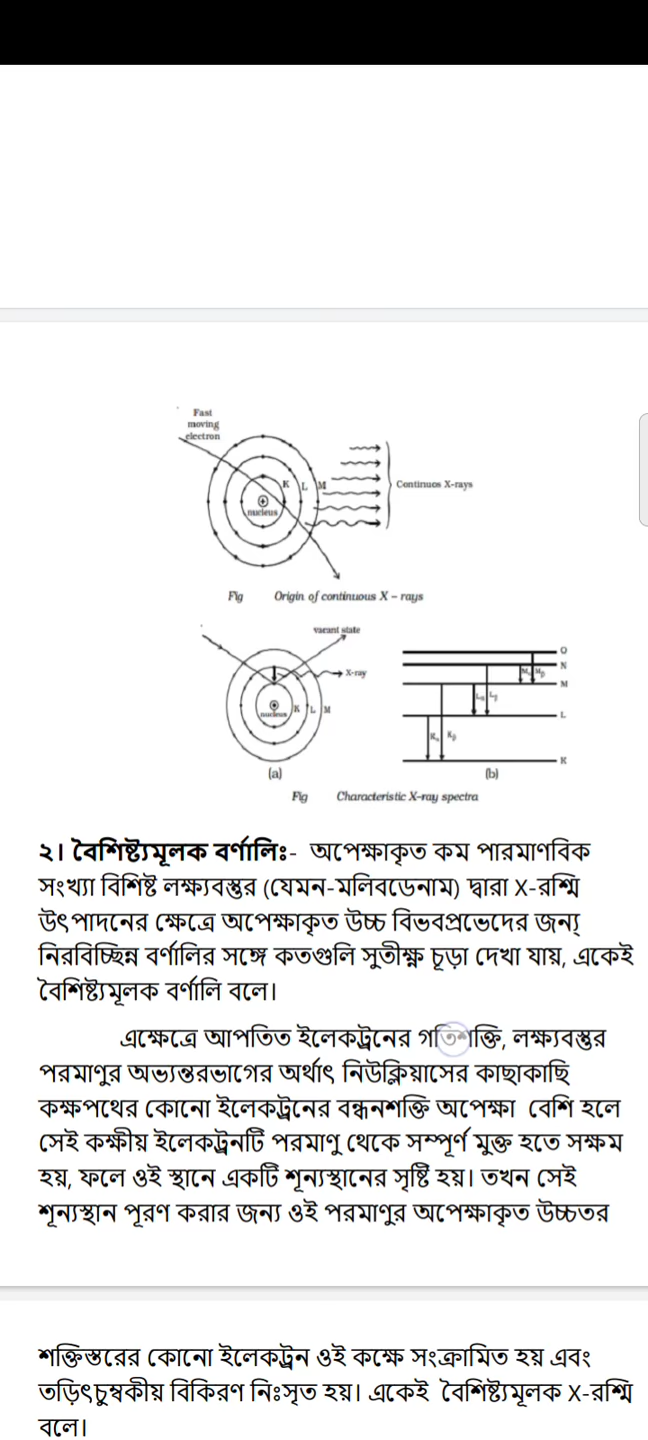 Fast
moving
electron
K L M
nucleus
Continuos X-rays
Fig Origin of continuous X – rays
vacant state
X-ray
K L M
nucleus
O
N
Mα Mβ
M
Lα Lβ
L
Kα Kβ
K
(a) (b)
Fig Characteristic X-ray spectra
২। বৈশিষ্ট্যমূলক বর্ণালিঃ- অপেক্ষাকৃত কম পারমাণবিক
সংখ্যা বিশিষ্ট লক্ষ্যবস্তুর (যেমন-মলিবডেনাম) দ্বারা X-রশ্মি
উৎপাদনের ক্ষেত্রে অপেক্ষাকৃত উচ্চ বিভবপ্রভেদের জন্য
নিরবিচ্ছিন্ন বর্ণালির সঙ্গে কতগুলি সুতীক্ষ্ণ চূড়া দেখা যায়, একেই
বৈশিষ্ট্যমূলক বর্ণালি বলে।
এক্ষেত্রে আপতিত ইলেকট্রনের গতিশক্তি, লক্ষ্যবস্তুর
পরমাণুর অভ্যন্তরভাগের অর্থাৎ নিউক্লিয়াসের কাছাকাছি
কক্ষপথের কোনো ইলেকট্রনের বন্ধনশক্তি অপেক্ষা বেশি হলে
সেই কক্ষীয় ইলেকট্রনটি পরমাণু থেকে সম্পূর্ণ মুক্ত হতে সক্ষম
হয়, ফলে ওই স্থানে একটি শূন্যস্থানের সৃষ্টি হয়। তখন সেই
শূন্যস্থান পূরণ করার জন্য ওই পরমাণুর অপেক্ষাকৃত উচ্চতর
শক্তিস্তরের কোনো ইলেকট্রন ওই কক্ষে সংক্রামিত হয় এবং
তড়িৎচুম্বকীয় বিকিরণ নিঃসৃত হয়। একেই বৈশিষ্ট্যমূলক X-রশ্মি
বলে।